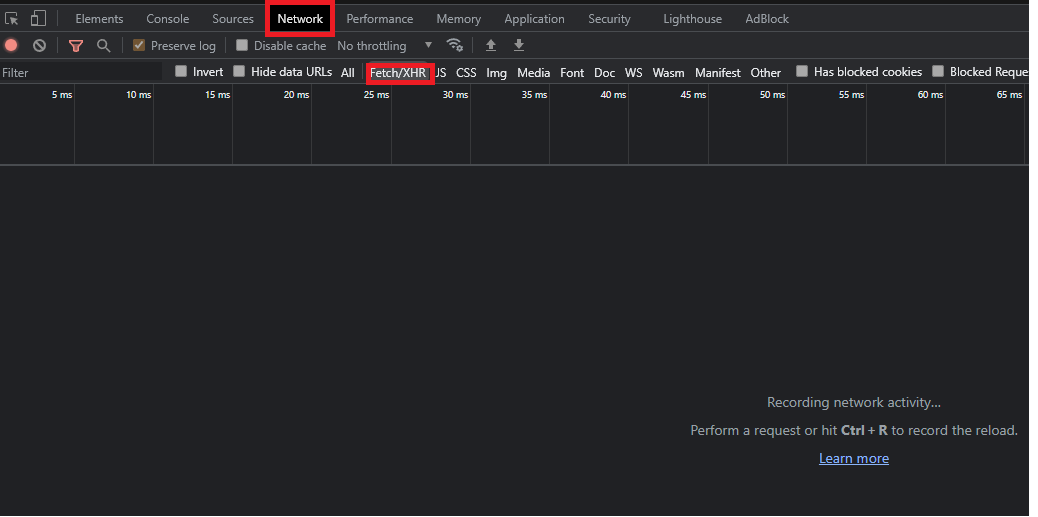 Elements Console Sources Network Performance Memory Application Security Lighthouse AdBlock
Preserve log Disable cache No throttling
Filter Invert Hide data URLs All Fetch/XHR JS CSS Img Media Font Doc WS Wasm Manifest Other Has blocked cookies Blocked Reque
5 ms 10 ms 15 ms 20 ms 25 ms 30 ms 35 ms 40 ms 45 ms 50 ms 55 ms 60 ms 65 ms
Recording network activity...
Perform a request or hit Ctrl + R to record the reload.
Learn more